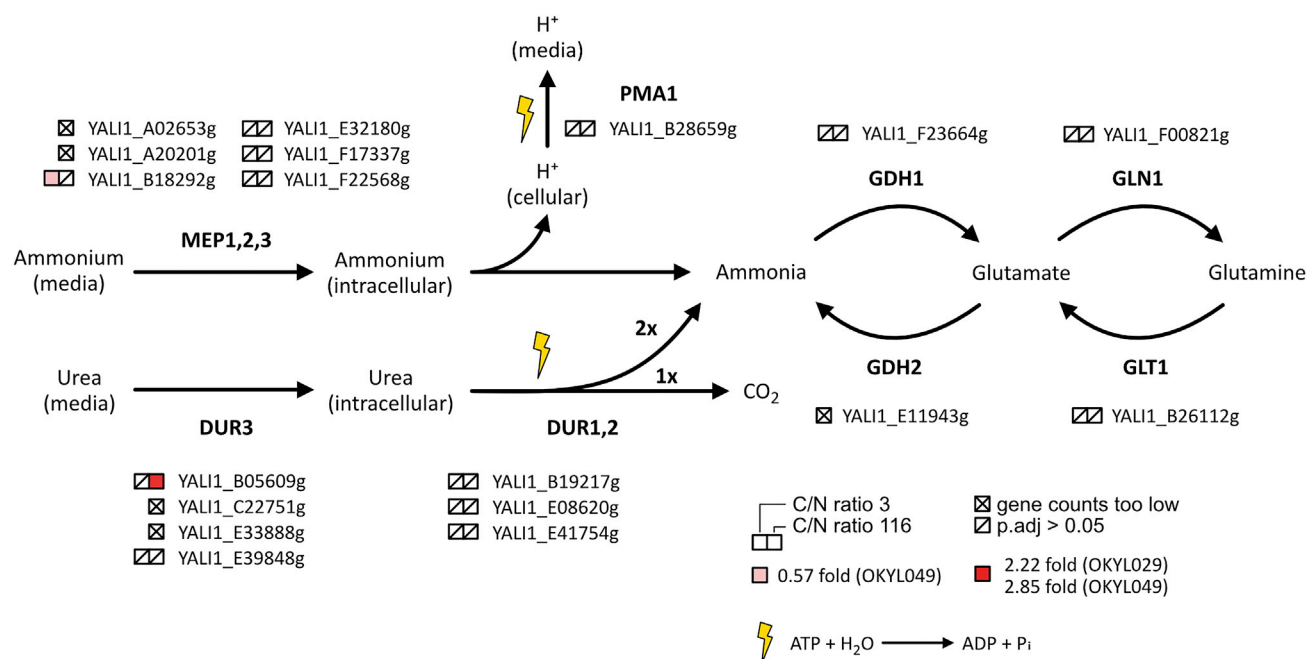 H⁺
(media)
PMA1
YALI1_B28659g
YALI1_A02653g
YALI1_A20201g
YALI1_B18292g
YALI1_E32180g
YALI1_F17337g
YALI1_F22568g
H⁺
(cellular)
YALI1_F23664g
GDH1
YALI1_F00821g
GLN1
MEP1,2,3
Ammonium
(media)
Ammonium
(intracellular)
Ammonia
Glutamate
Glutamine
2x
1x
Urea
(media)
Urea
(intracellular)
CO₂
GDH2
YALI1_E11943g
GLT1
YALI1_B26112g
DUR3
DUR1,2
YALI1_B05609g
YALI1_C22751g
YALI1_E33888g
YALI1_E39848g
YALI1_B19217g
YALI1_E08620g
YALI1_E41754g
C/N ratio 3
C/N ratio 116
gene counts too low
p.adj > 0.05
0.57 fold (OKYL049)
2.22 fold (OKYL029)
2.85 fold (OKYL049)
ATP + H₂O
ADP + Pᵢ